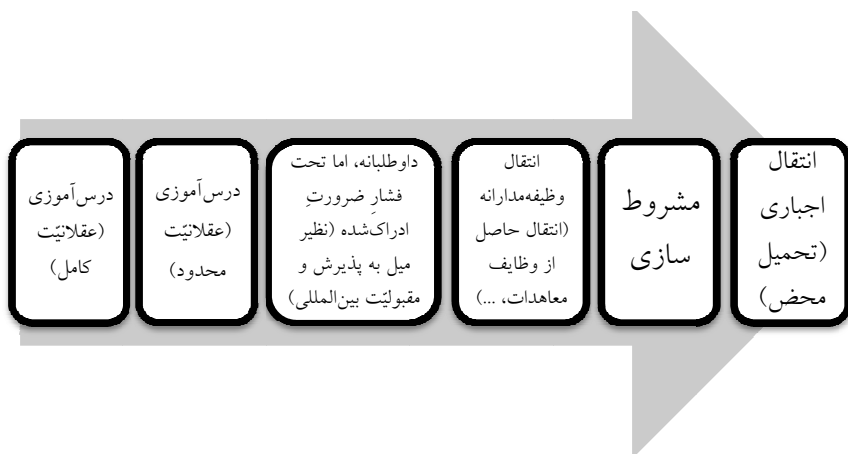 درس‌آموزی
(عقلانیّت
کامل)
درس‌آموزی
(عقلانیّت
محدود)
داوطلبانه، اما تحت
فشارِ ضرورتِ
ادراک‌شده (نظیر
میل به پذیرش و
مقبولیّت بین‌المللی)
انتقال
وظیفه‌مدارانه
(انتقال حاصل
از وظایف
معاهدات، ...)
مشروط
سازی
انتقال
اجباری
(تحمیل
محض)